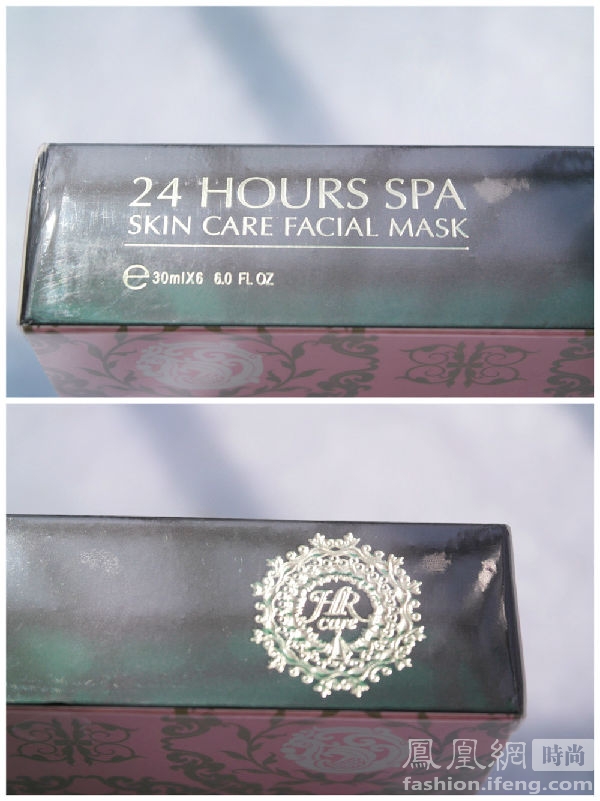 24 HOURS SPA
SKIN CARE FACIAL MASK
e 30mlX6 6.0 FL OZ
HR
care
鳳凰網 時尚
fashion.ifeng.com